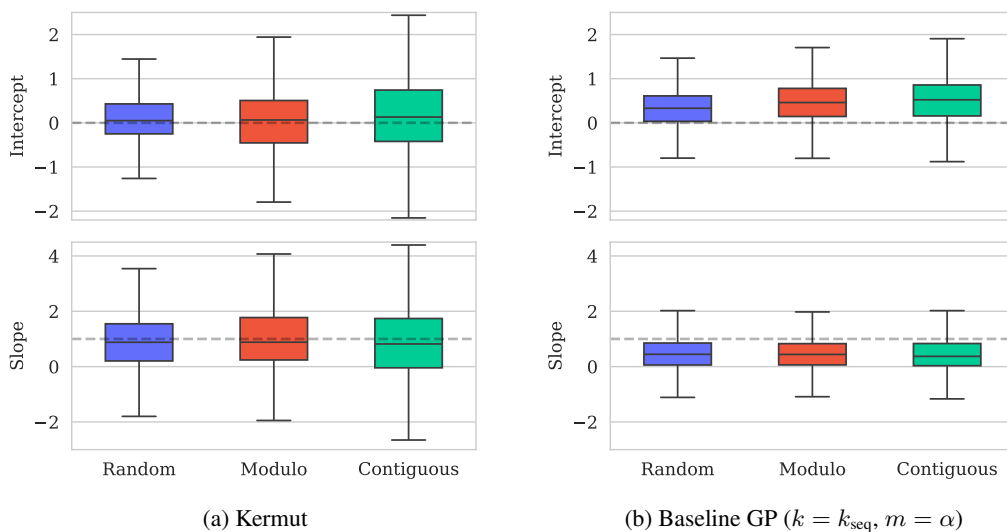 2
1
0
−1
−2
Intercept
4
2
0
−2
Slope
Random Modulo Contiguous
(a) Kermut
2
1
0
−1
−2
Intercept
4
2
0
−2
Slope
Random Modulo Contiguous
(b) Baseline GP (k = k_seq, m = α)